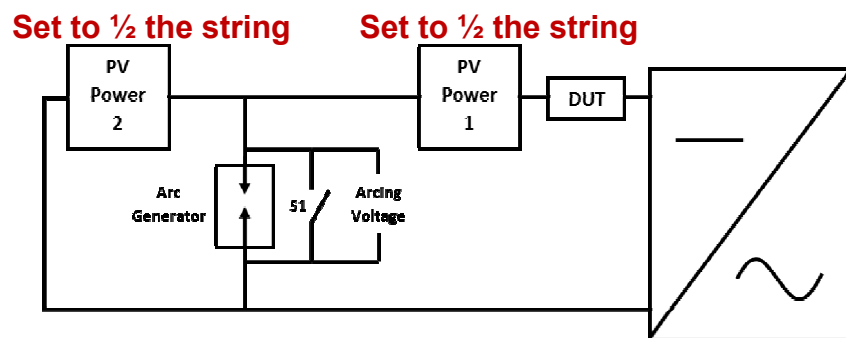 Set to ½ the string
Set to ½ the string
PV
Power
2
PV
Power
1
DUT
Arc
Generator
S1
Arcing
Voltage